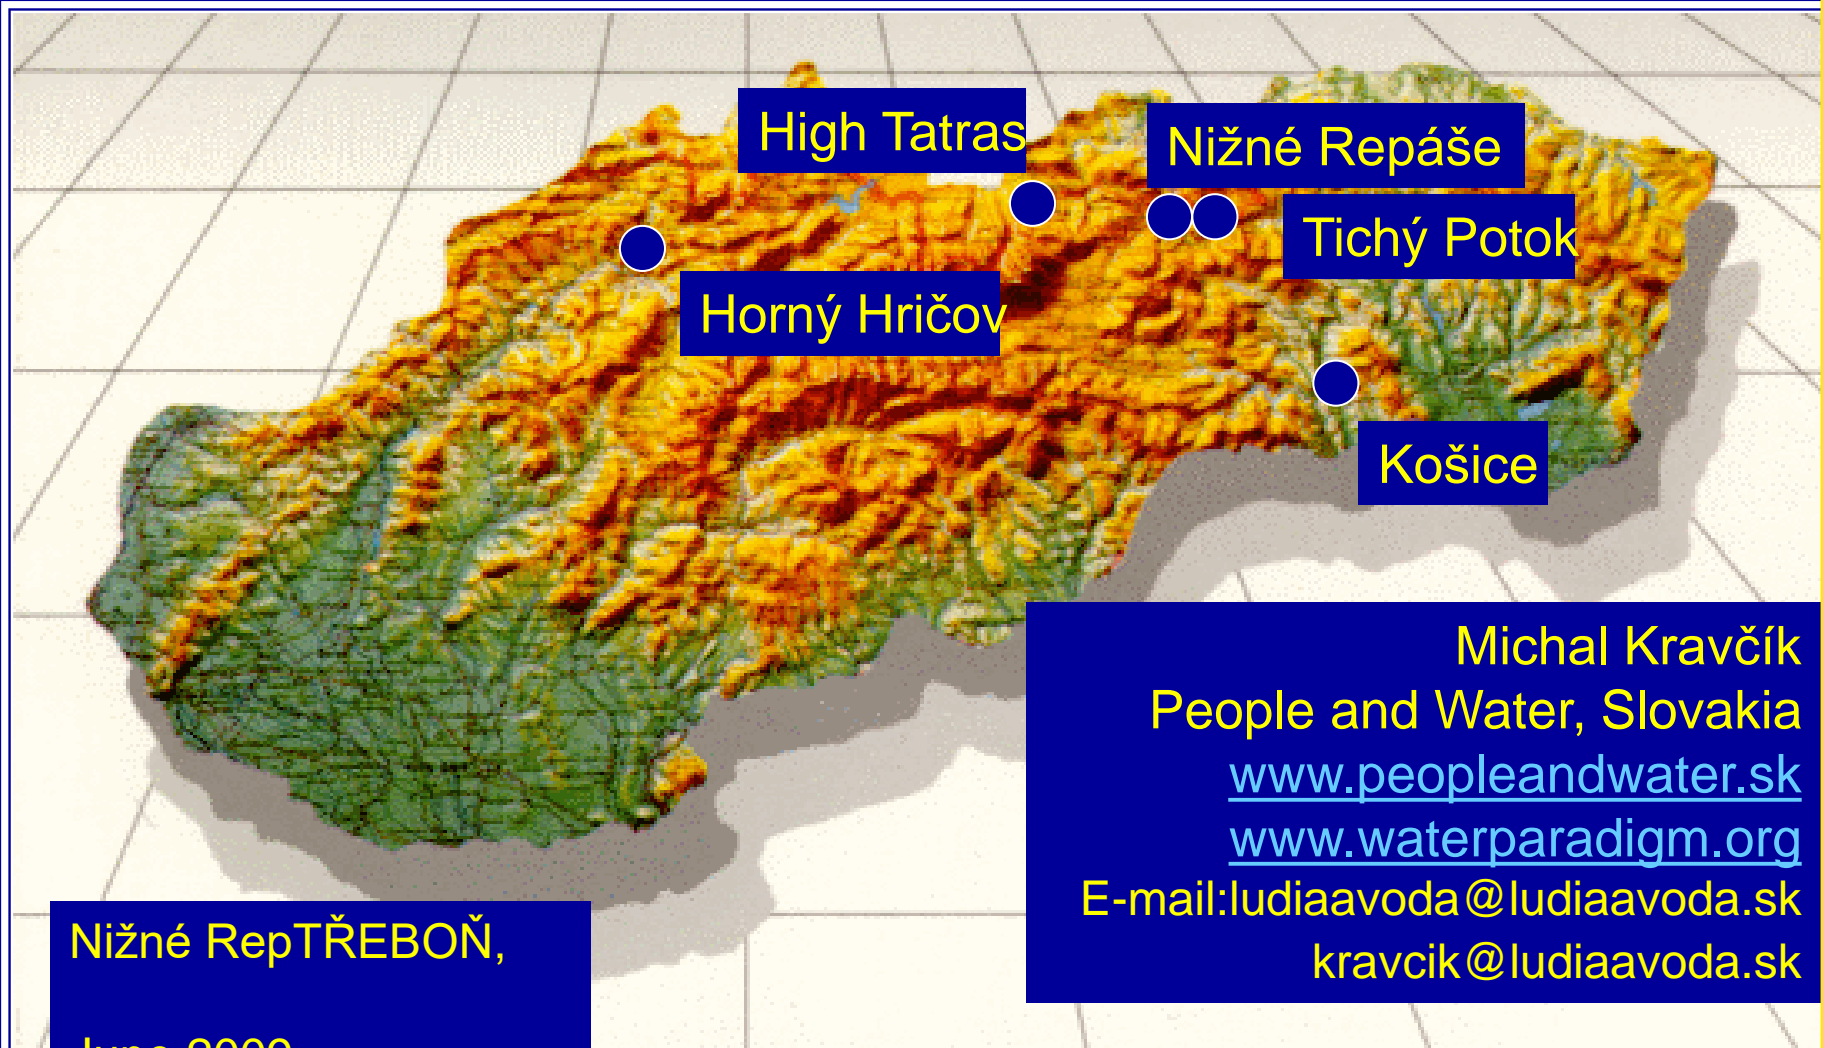 High Tatras
Nižné Repáše
Tichý Potok
Horný Hričov
Košice
Michal Kravčík
People and Water, Slovakia
www.peopleandwater.sk
www.waterparadigm.org
E-mail:ludiaavoda@ludiaavoda.sk
kravcik@ludiaavoda.sk
Nižné RepTŘEBOŇ,